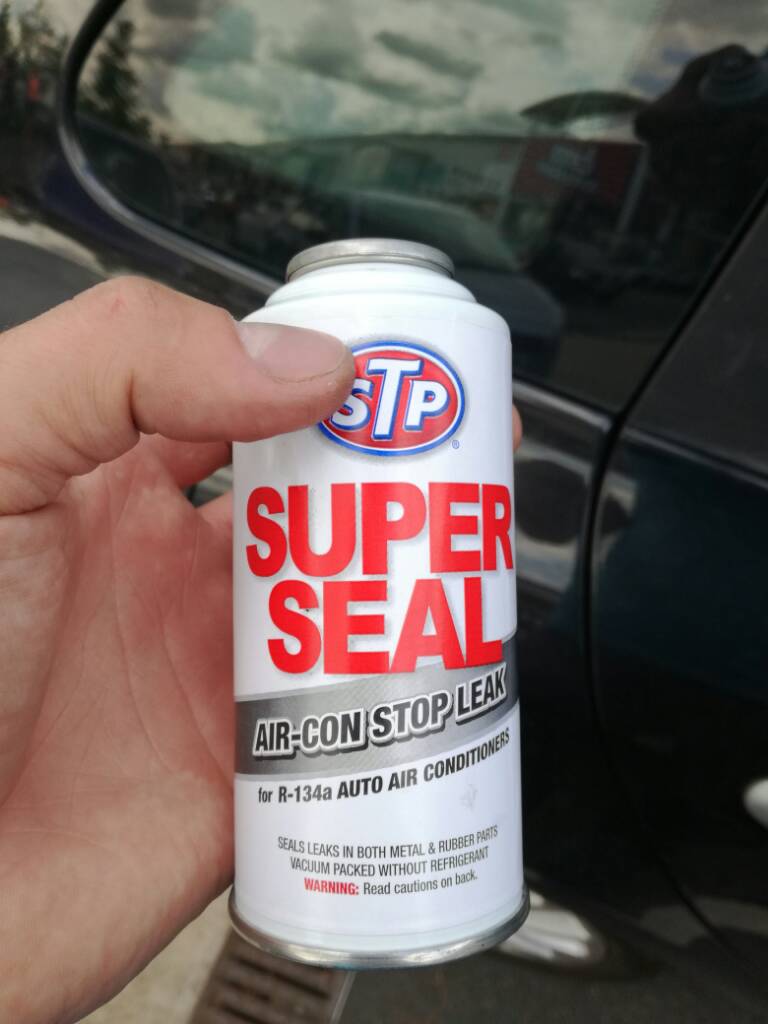 STP
®
SUPER
SEAL
AIR-CON STOP LEAK
for R-134a AUTO AIR CONDITIONERS
SEALS LEAKS IN BOTH METAL & RUBBER PARTS
VACUUM PACKED WITHOUT REFRIGERANT
WARNING: Read cautions on back.